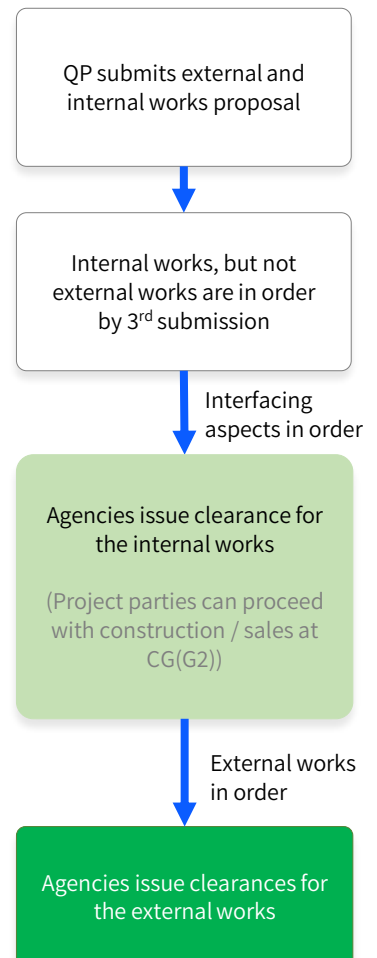 QP submits external and
internal works proposal
Internal works, but not
external works are in order
by 3rd submission
Interfacing
aspects in order
Agencies issue clearance for
the internal works
(Project parties can proceed
with construction / sales at
CG(G2))
External works
in order
Agencies issue clearances for
the external works